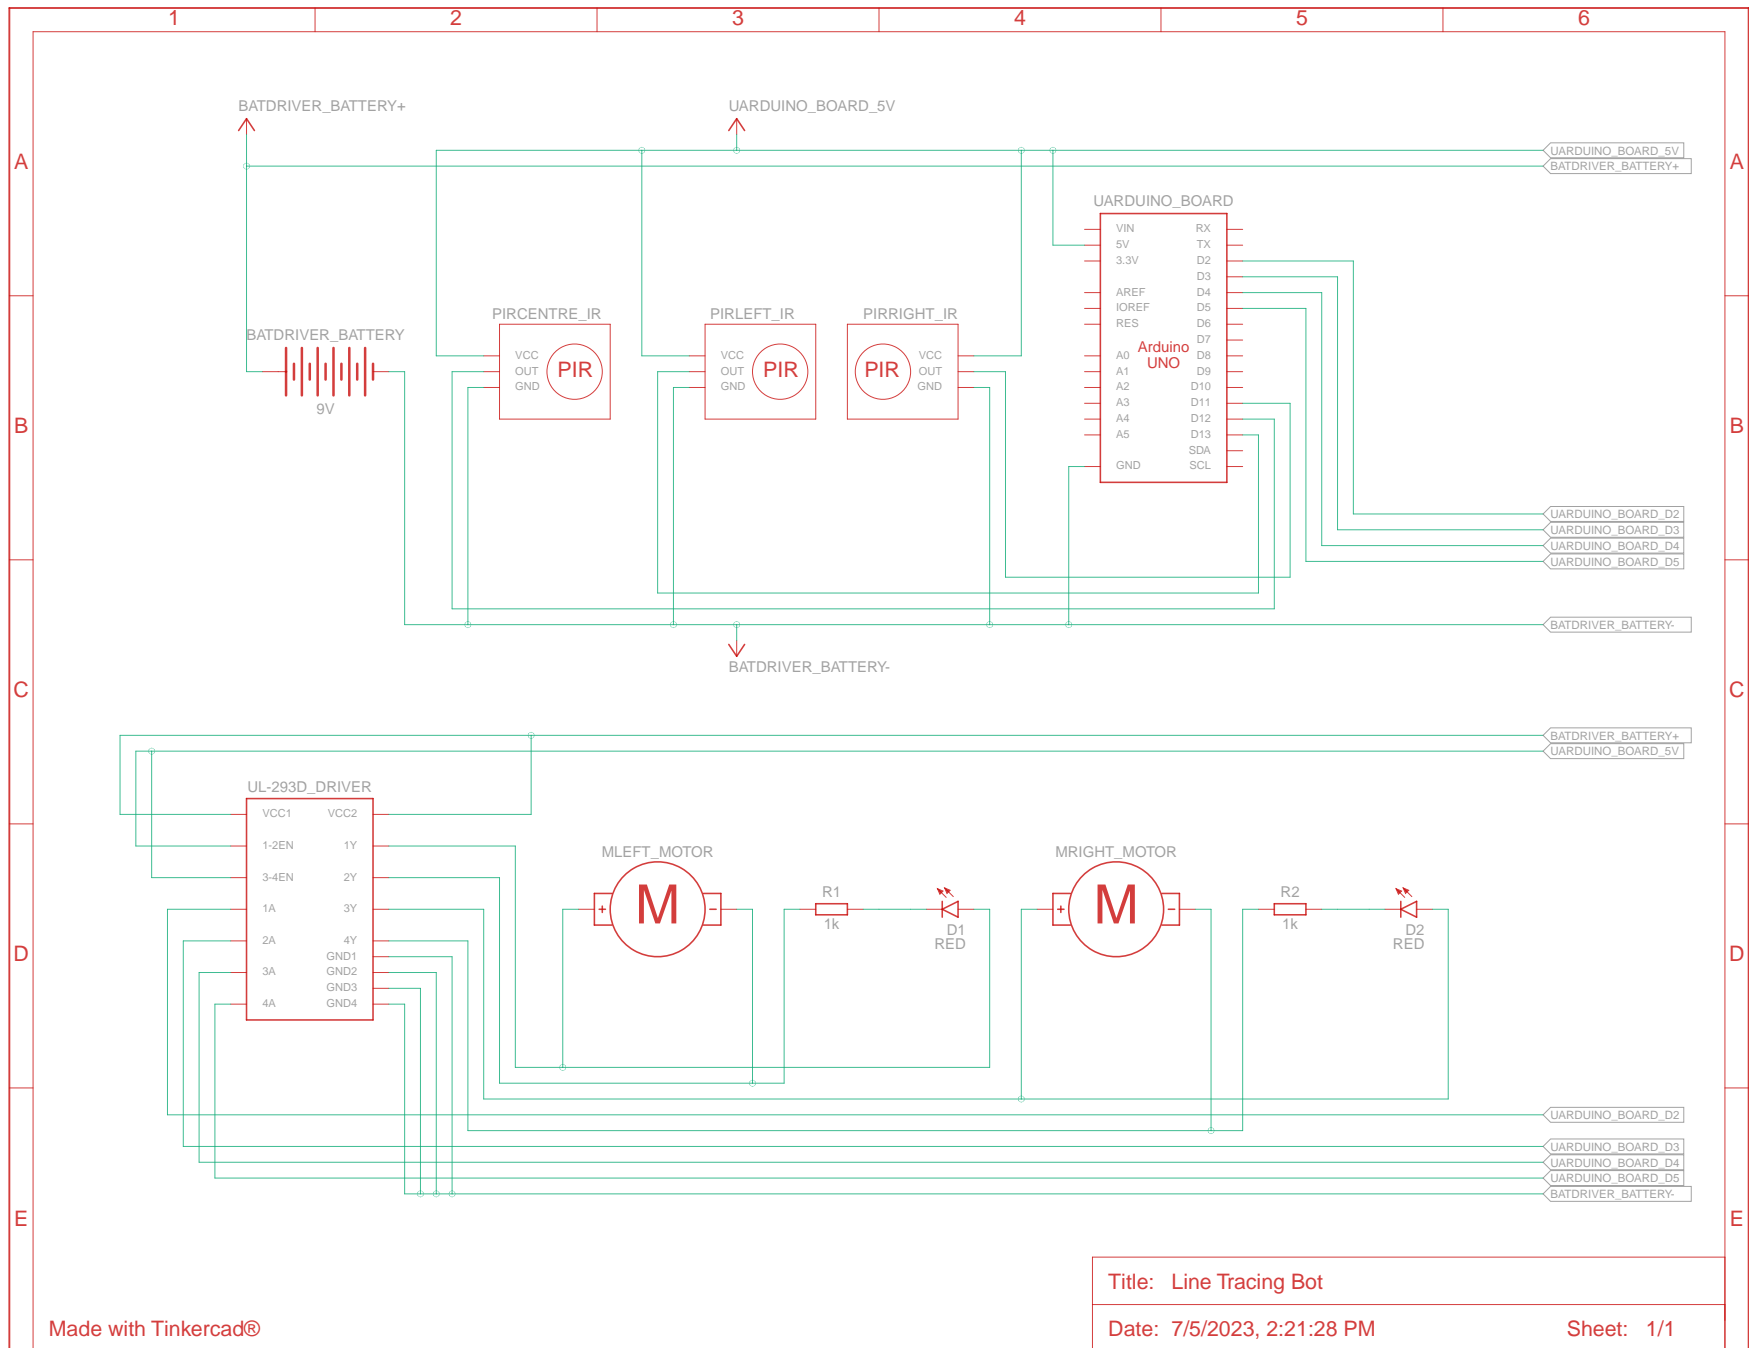 1 2 3 4 5 6
BATDRIVER_BATTERY+ UARDUINO_BOARD_5V
UARDUINO_BOARD_5V
A A
BATDRIVER_BATTERY+
UARDUINO_BOARD
VIN RX
5V TX
3.3V D2
D3
AREF D4
IOREF D5
RES D6
D7
A0 D8
A1 D9
A2 D10
A3 D11
A4 D12
A5 D13
SDA
GND SCL
Arduino
UNO
BATDRIVER_BATTERY
9V
PIRCENTRE_IR
VCC
OUT
GND
PIR
PIRLEFT_IR
VCC
OUT
GND
PIR
PIRRIGHT_IR
PIR
VCC
OUT
GND
B B
UARDUINO_BOARD_D2
UARDUINO_BOARD_D3
UARDUINO_BOARD_D4
UARDUINO_BOARD_D5
BATDRIVER_BATTERY-
BATDRIVER_BATTERY-
C C
BATDRIVER_BATTERY+
UARDUINO_BOARD_5V
UL-293D_DRIVER
VCC1 VCC2
1-2EN 1Y
3-4EN 2Y
1A 3Y
2A 4Y
GND1
3A GND2
GND3
4A GND4
MLEFT_MOTOR
+ M -
R1
1k
D1
RED
MRIGHT_MOTOR
+ M -
R2
1k
D2
RED
D D
UARDUINO_BOARD_D2
UARDUINO_BOARD_D3
UARDUINO_BOARD_D4
UARDUINO_BOARD_D5
BATDRIVER_BATTERY-
E E
Title: Line Tracing Bot
Made with Tinkercad®
Date: 7/5/2023, 2:21:28 PM Sheet: 1/1